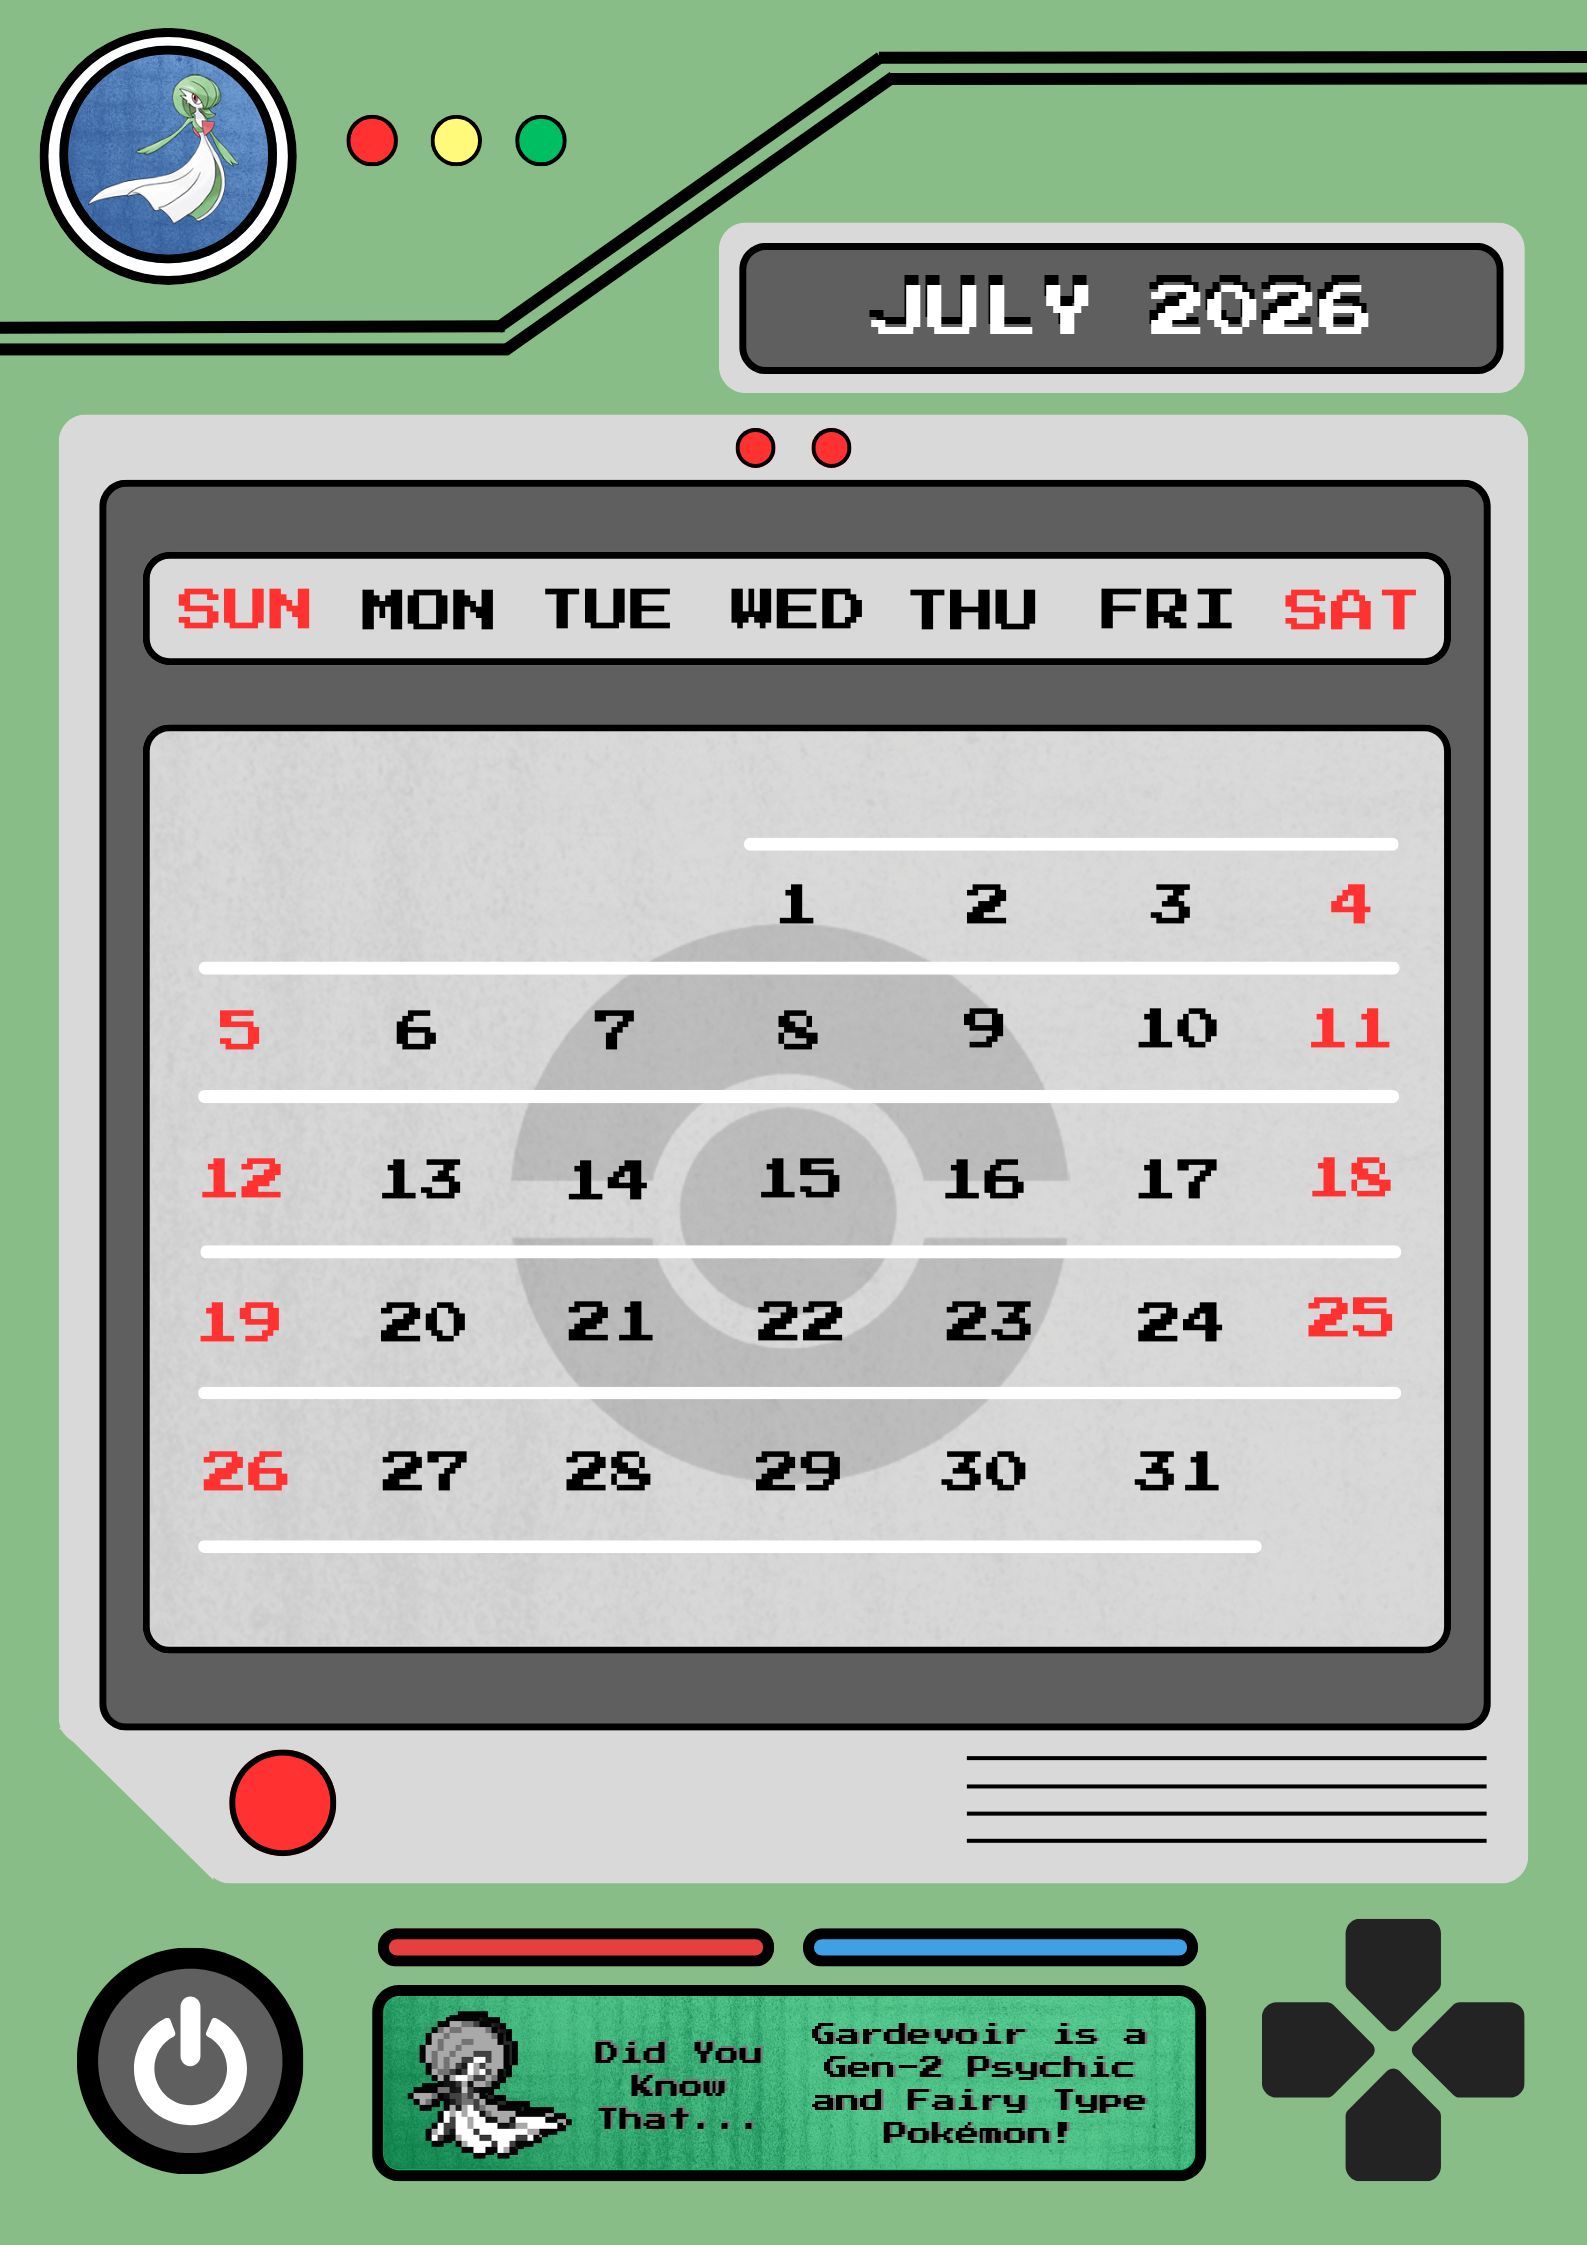 JULY 2026
SUN MON TUE WED THU FRI SAT
1 2 3 4
5 6 7 8 9 10 11
12 13 14 15 16 17 18
19 20 21 22 23 24 25
26 27 28 29 30 31
Did You
Know
That...
Gardevoir is a
Gen-2 Psychic
and Fairy Type
Pokémon!